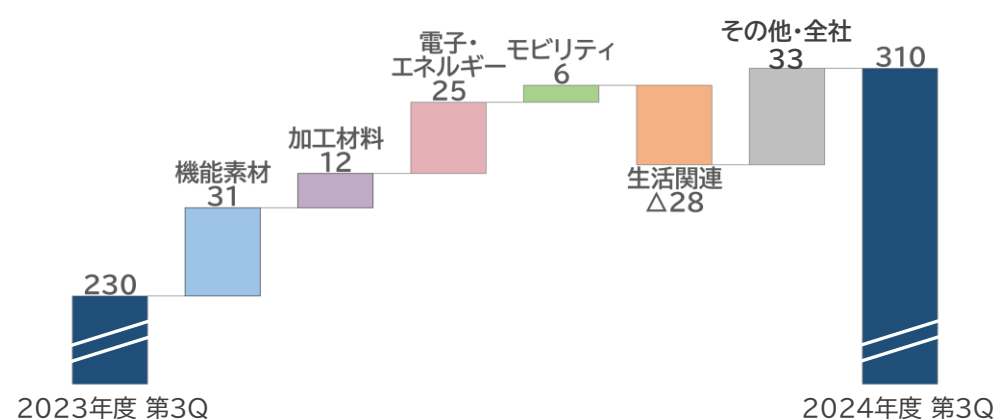 230
機能素材
31
加工材料
12
電子・
エネルギー
25
モビリティ
6
生活関連
△28
その他・全社
33
310
2023年度 第3Q
2024年度 第3Q